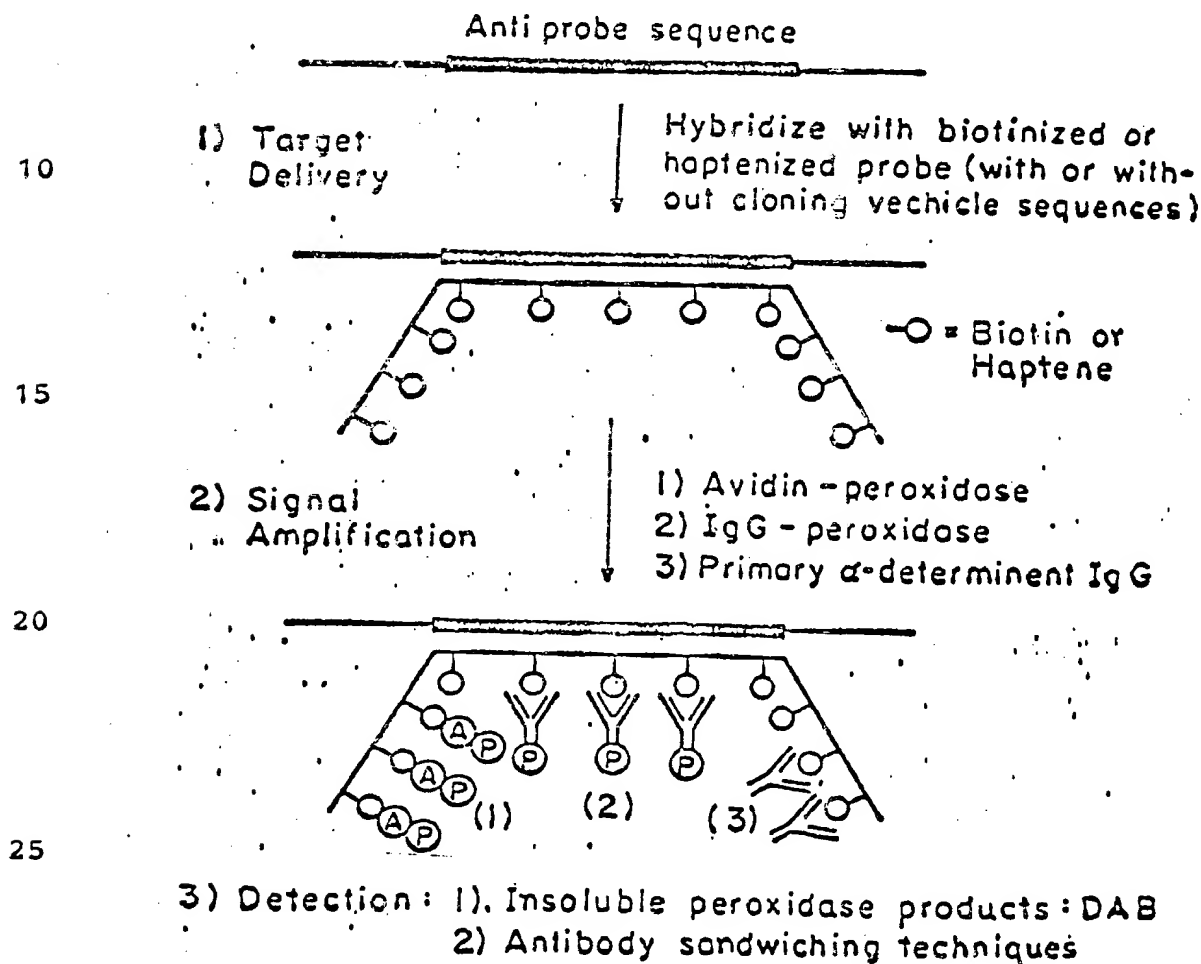 Anti probe sequence
1) Target
Delivery
10
Hybridize with biotinized or
haptenized probe (with or with-
out cloning vechicle sequences)
= Biotin or
Haptene
15
2) Signal
Amplification
1) Avidin - peroxidase
2) IgG - peroxidase
3) Primary α-determinent IgG
20
A P
A P
A P
P P P
(1) (2) (3)
25
3) Detection: 1). Insoluble peroxidase products: DAB
2) Antibody sandwiching techniques